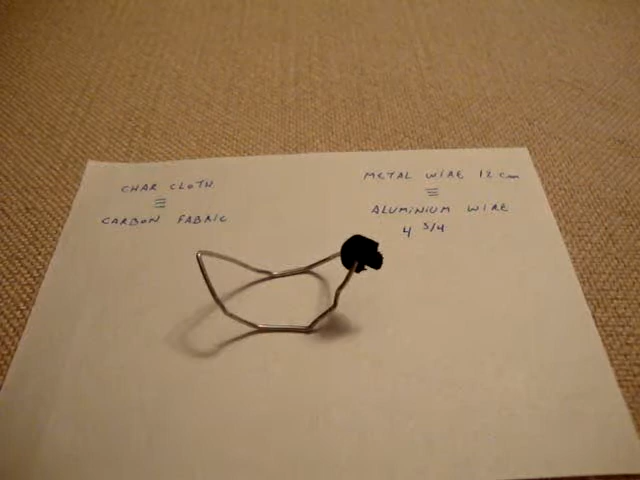 CHAR CLOTH
≡
CARBON FABRIC
METAL WIRE 12 cm
≡
ALUMINIUM WIRE
4 3/4